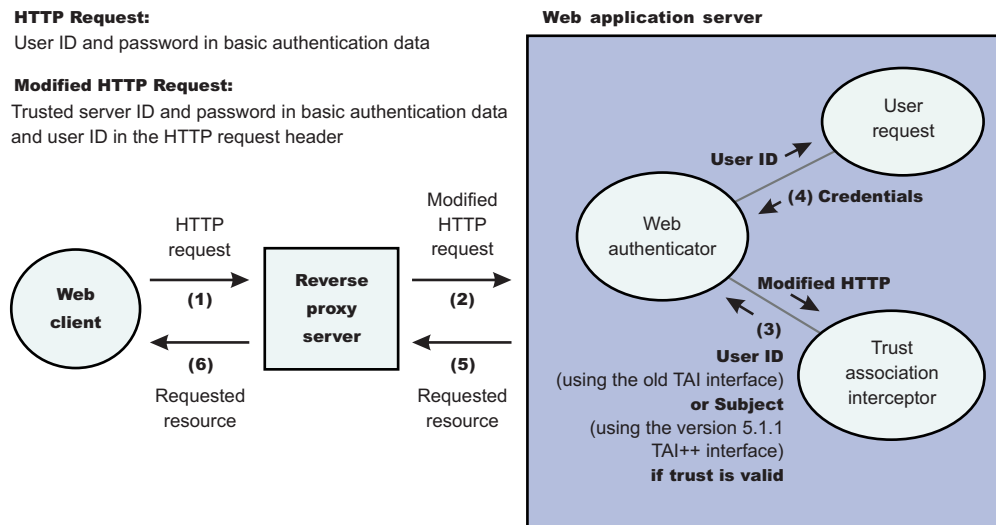 HTTP Request:
User ID and password in basic authentication data
Modified HTTP Request:
Trusted server ID and password in basic authentication data
and user ID in the HTTP request header
Web application server
User
request
User ID
(4) Credentials
Web
authenticator
Modified HTTP
(3)
User ID
(using the old TAI interface)
or Subject
(using the version 5.1.1
TAI++ interface)
if trust is valid
Trust
association
interceptor
HTTP
request
(1)
Modified
HTTP
request
(2)
Web
client
Reverse
proxy
server
(6)
Requested
resource
(5)
Requested
resource